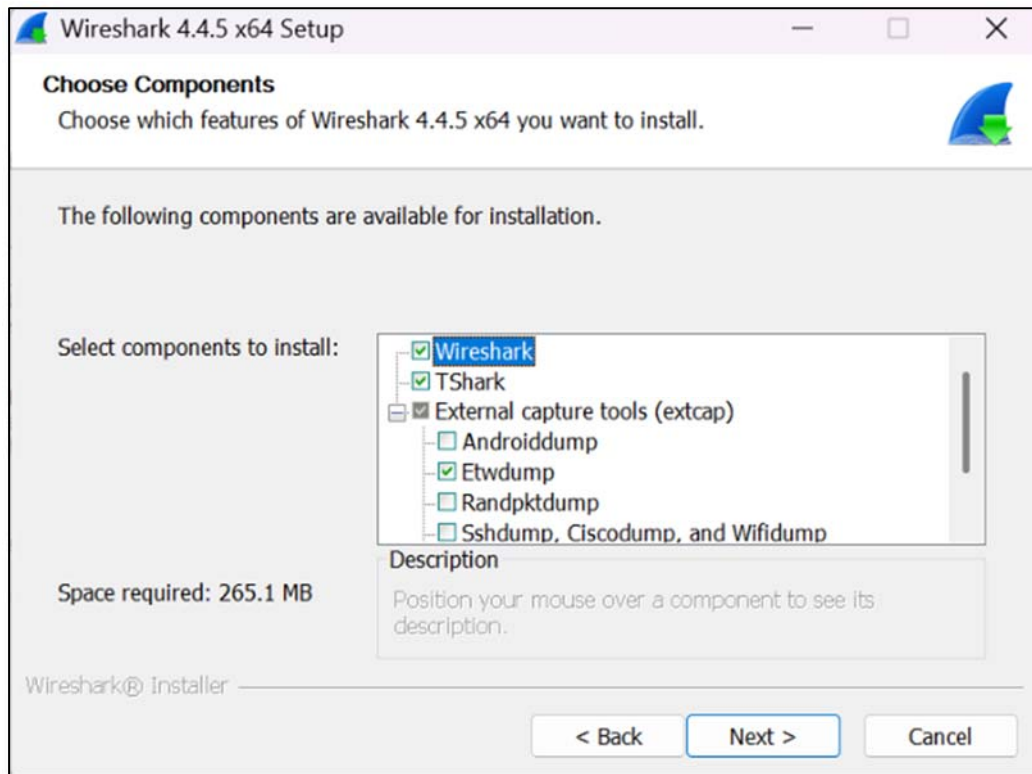 Wireshark 4.4.5 x64 Setup
Choose Components
Choose which features of Wireshark 4.4.5 x64 you want to install.
The following components are available for installation.
Select components to install:
Wireshark
TShark
External capture tools (extcap)
Androiddump
Etwdump
Randpktdump
Sshdump, Ciscodump, and Wifidump
Space required: 265.1 MB
Description
Position your mouse over a component to see its
description.
Wireshark® Installer
< Back
Next >
Cancel